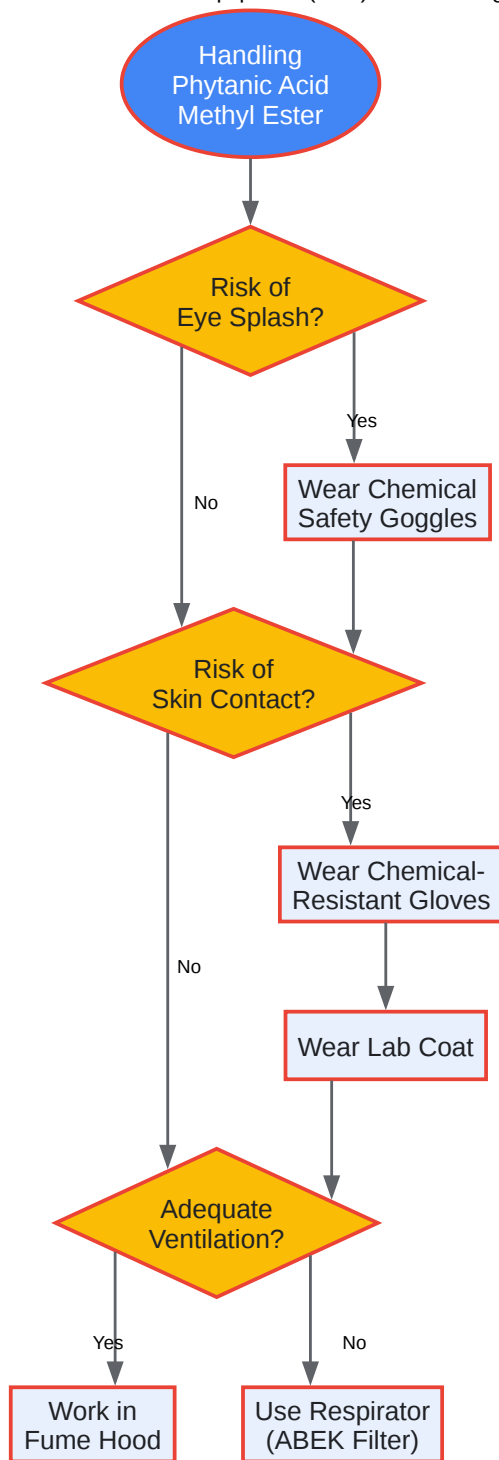 Handling
Phytanic Acid
Methyl Ester
Risk of
Eye Splash?
Yes
Wear Chemical
Safety Goggles
No
Risk of
Skin Contact?
Yes
Wear Chemical-
Resistant Gloves
No
Wear Lab Coat
Adequate
Ventilation?
Yes
No
Work in
Fume Hood
Use Respirator
(ABEK Filter)